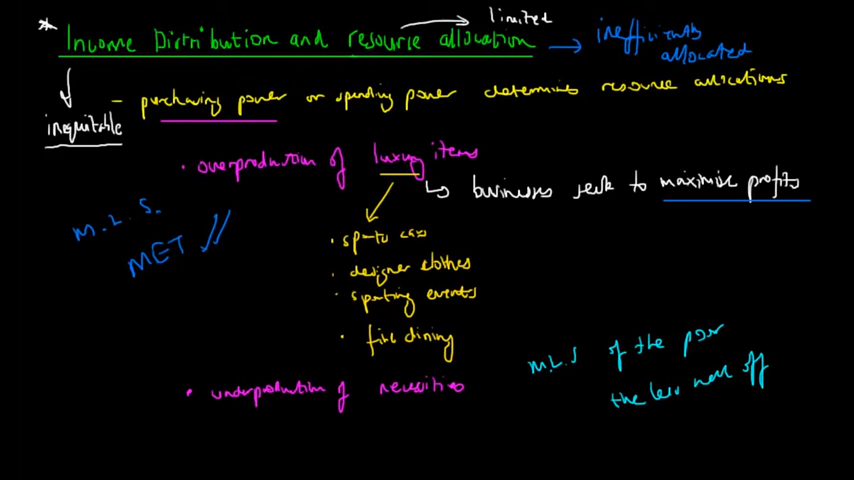 * Income Distribution and resource allocation
limited
inefficiently allocated
inequitable
- purchasing power or spending power determines resource allocations
• overproduction of luxury items
businesses seek to maximise profits
M.L.S.
MET //
• sports cars
• designer clothes
• sporting events
• fine dining
M.L.S of the poor
the less well off
• underproduction of necessities